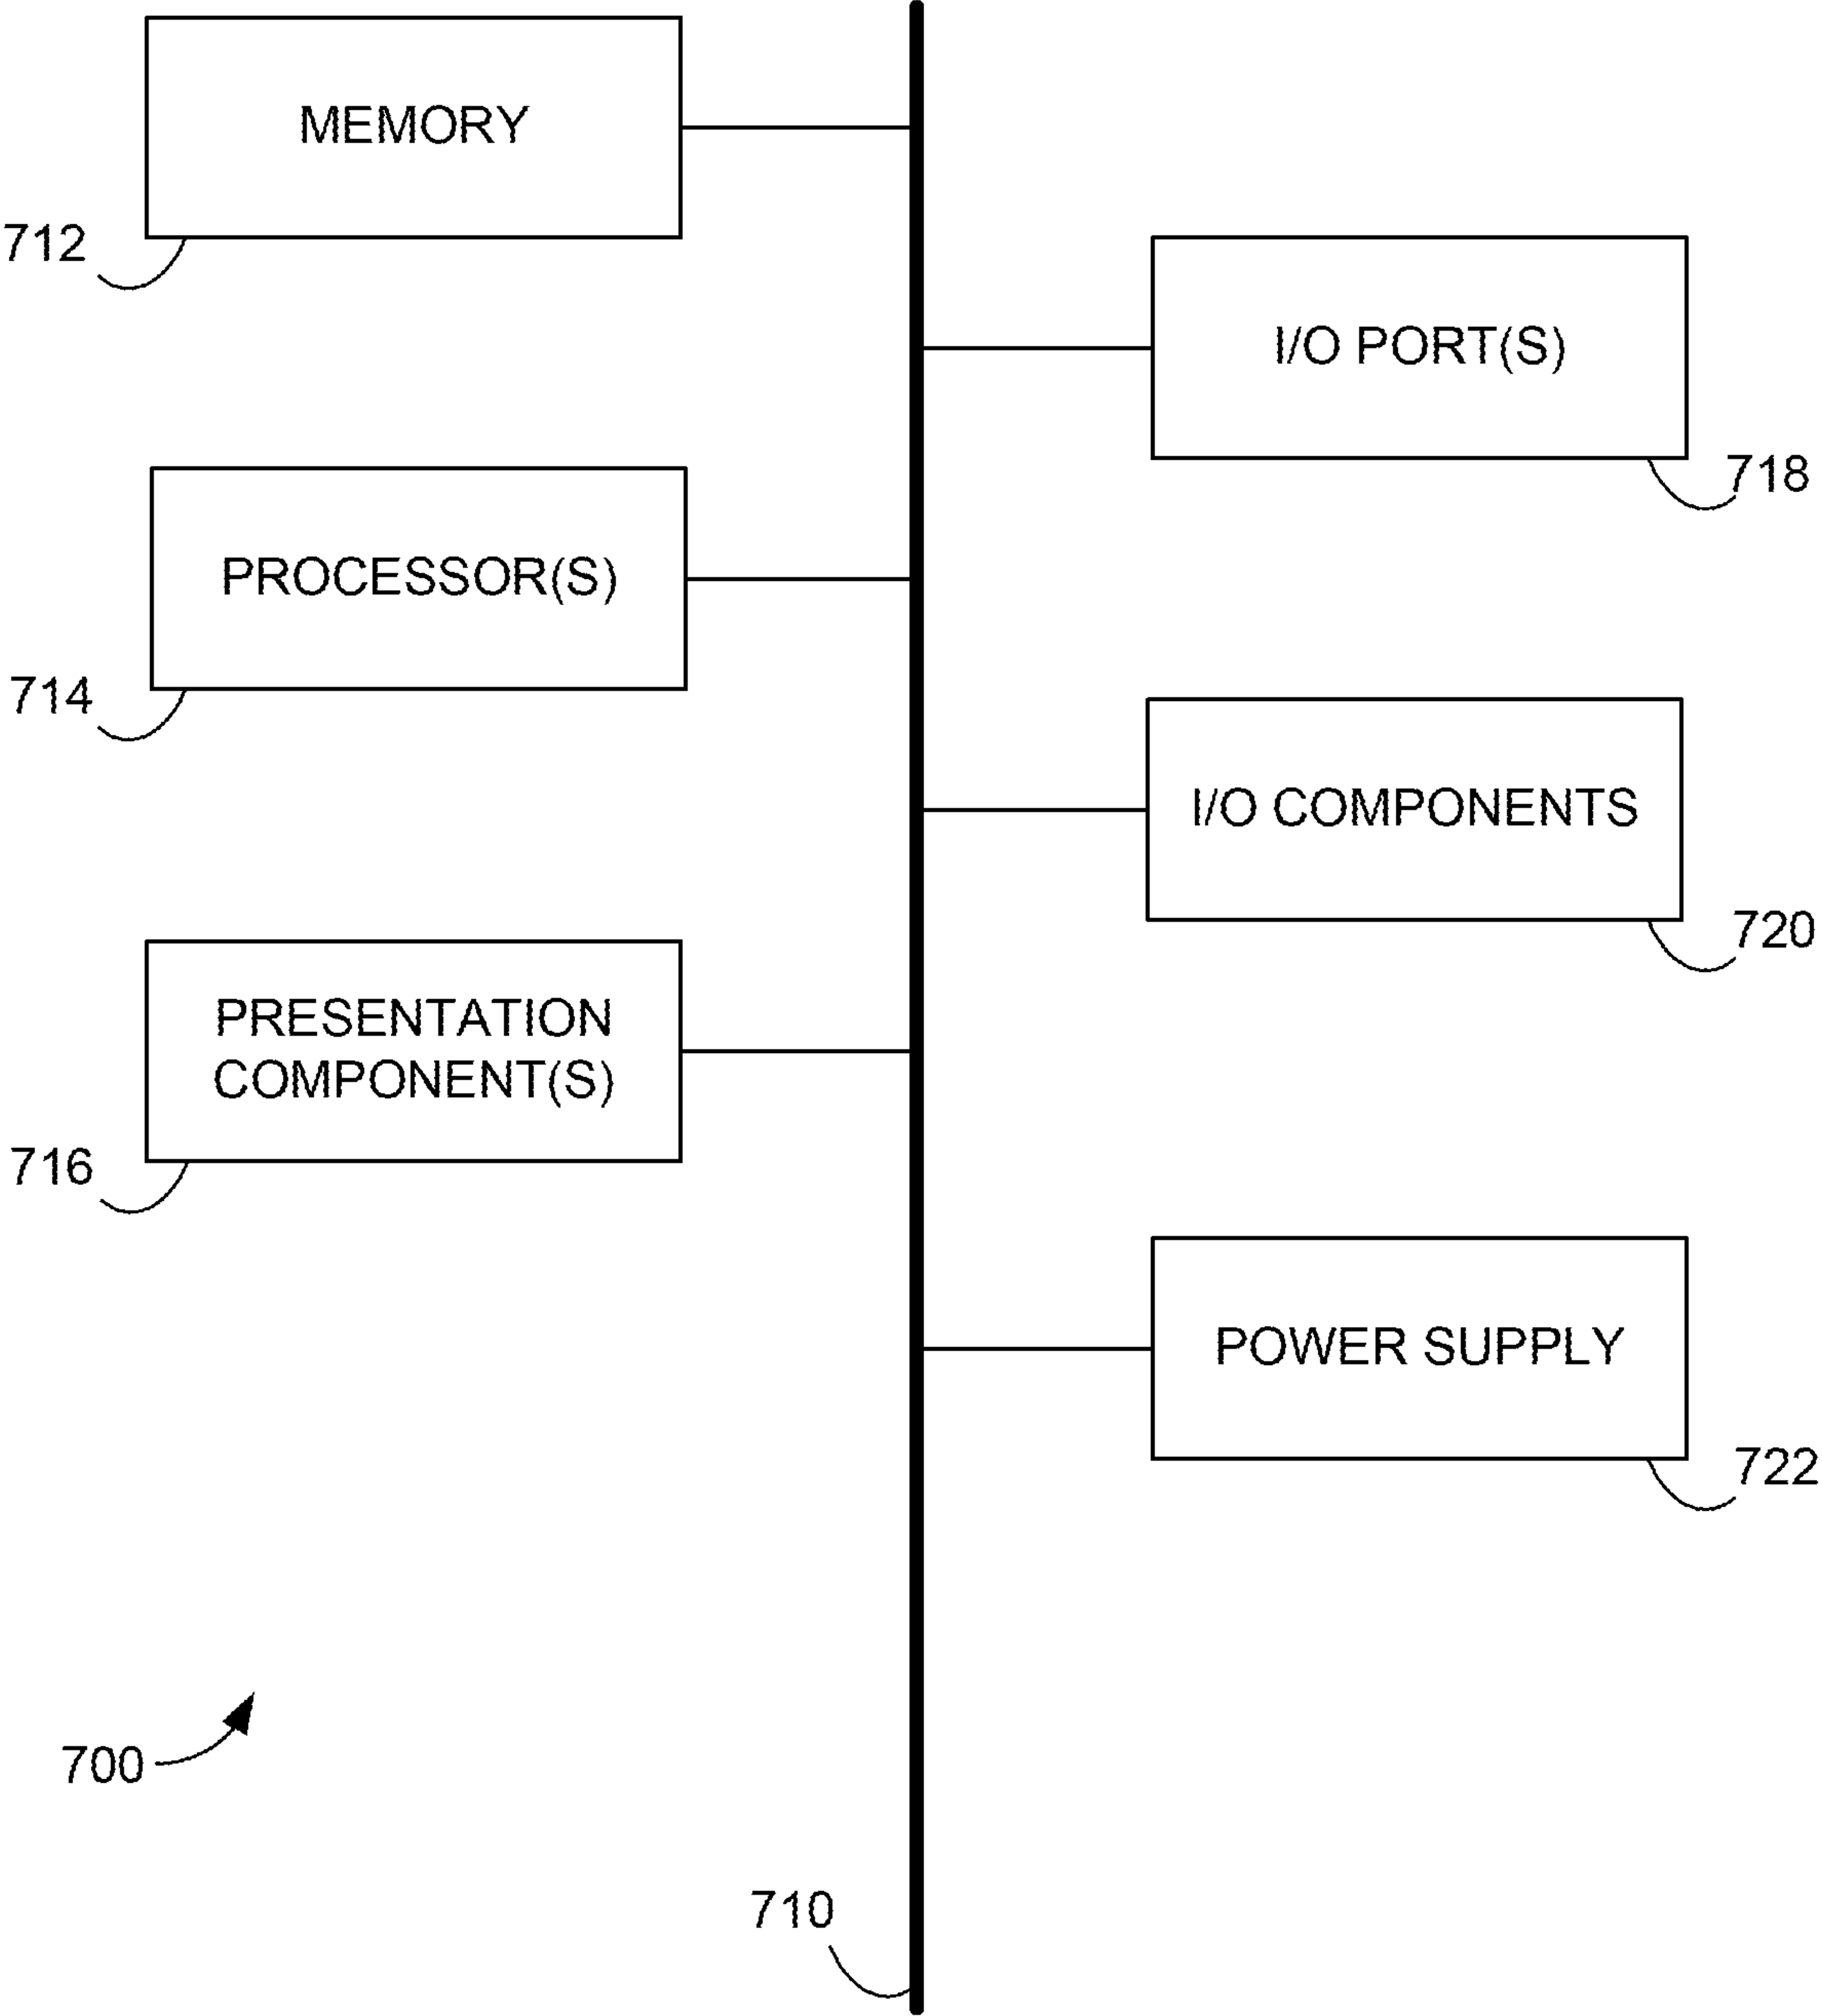 MEMORY
712
I/O PORT(S)
718
PROCESSOR(S)
714
I/O COMPONENTS
720
PRESENTATION
COMPONENT(S)
716
POWER SUPPLY
722
700
710